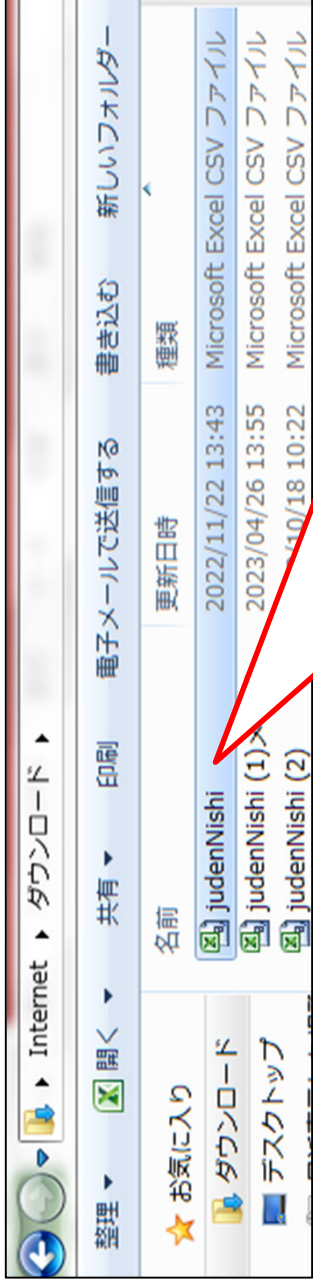 Internet ▸ ダウンロード ▸
整理 ▼ 開く ▼ 共有 ▼ 印刷 電子メールで送信する 書き込む 新しいフォルダー
お気に入り
ダウンロード
デスクトップ
名前 更新日時 種類
judenNishi 2022/11/22 13:43 Microsoft Excel CSV ファイル
judenNishi (1) 2023/04/26 13:55 Microsoft Excel CSV ファイル
judenNishi (2) /10/18 10:22 Microsoft Excel CSV ファイル